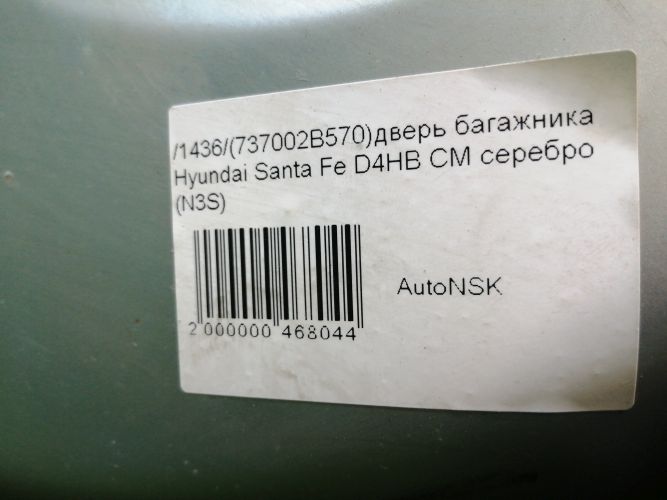 /1436/(737002B570)дверь багажника
Hyundai Santa Fe D4HB CM серебро
(N3S)
AutoNSK
2 000000 468044